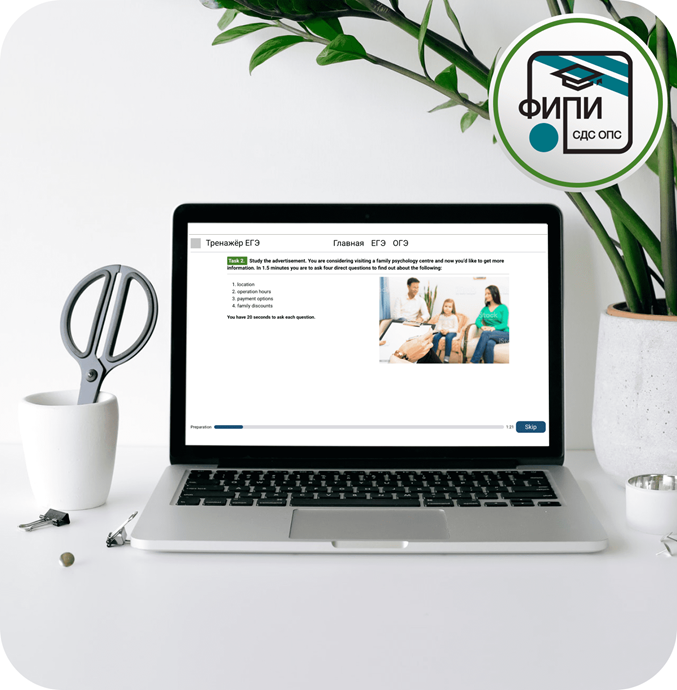 ФИПИ
СДС ОПС
Тренажёр ЕГЭ
Главная ЕГЭ ОГЭ
Task 2. Study the advertisement. You are considering visiting a family psychology centre and now you'd like to get more
information. In 1.5 minutes you are to ask four direct questions to find out about the following:
1. location
2. operation hours
3. payment options
4. family discounts
You have 20 seconds to ask each question.
Preparation
1:21
Skip